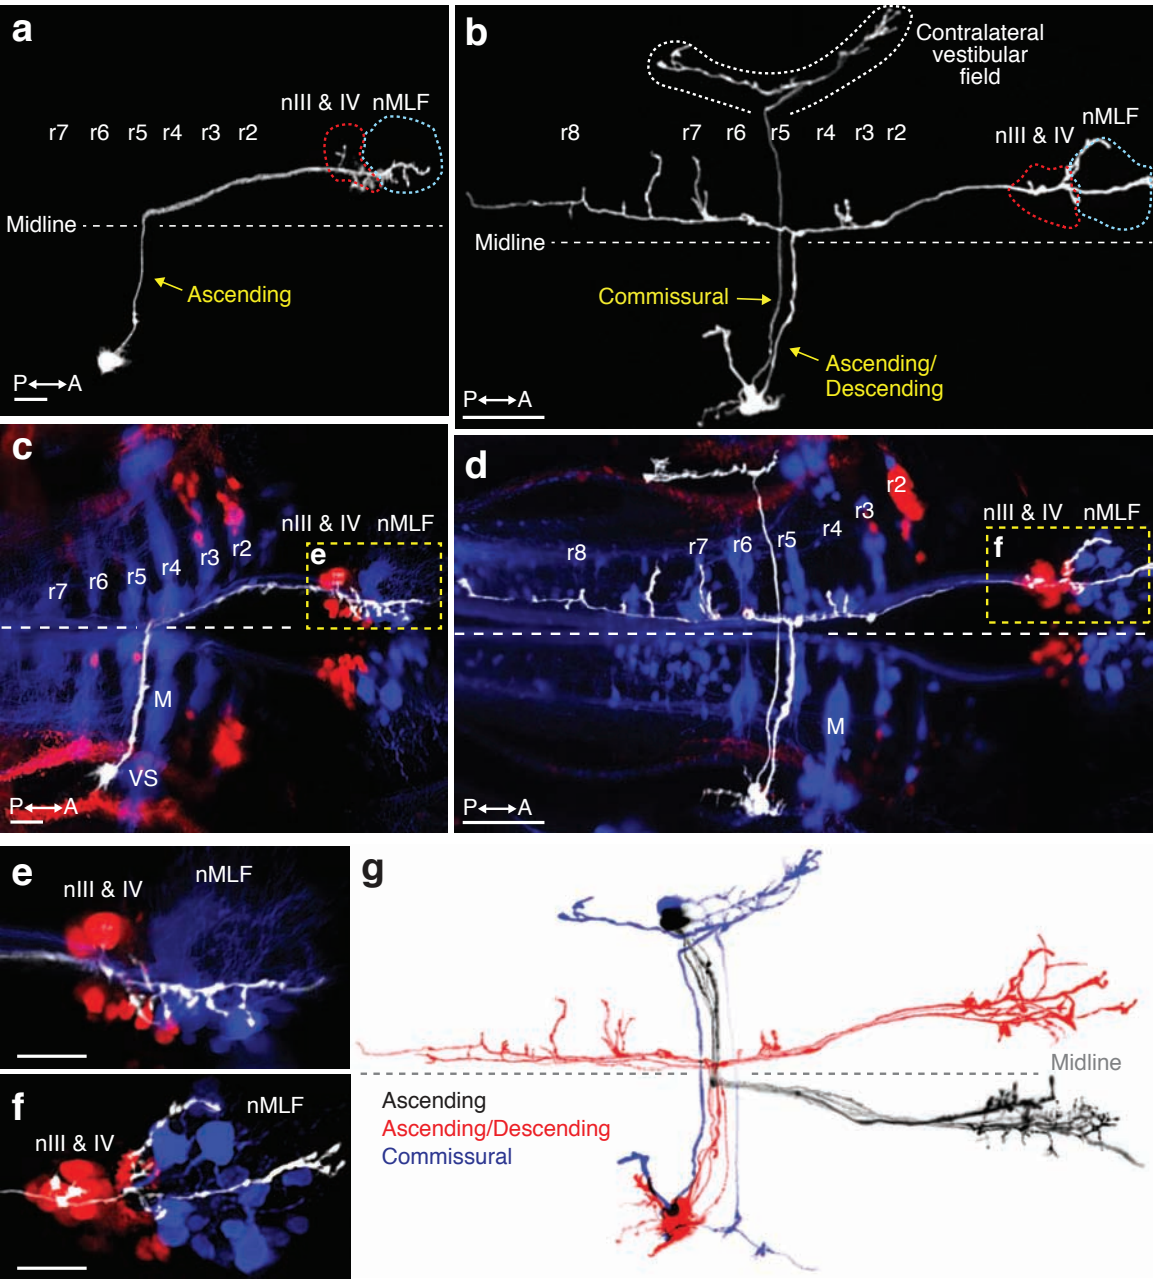 a
nIII & IV nMLF
r7 r6 r5 r4 r3 r2
Midline
Ascending
P A
b
Contralateral
vestibular
field
r8 r7 r6 r5 r4 r3 r2
nIII & IV
nMLF
Midline
Commissural
Ascending/
Descending
P A
c
nIII & IV nMLF
r7 r6 r5 r4 r3 r2
e
M
VS
P A
d
r2
r3
nIII & IV nMLF
r8 r7 r6 r5 r4
f
M
P A
e
nIII & IV
nMLF
f
nIII & IV
nMLF
g
Midline
Ascending
Ascending/Descending
Commissural